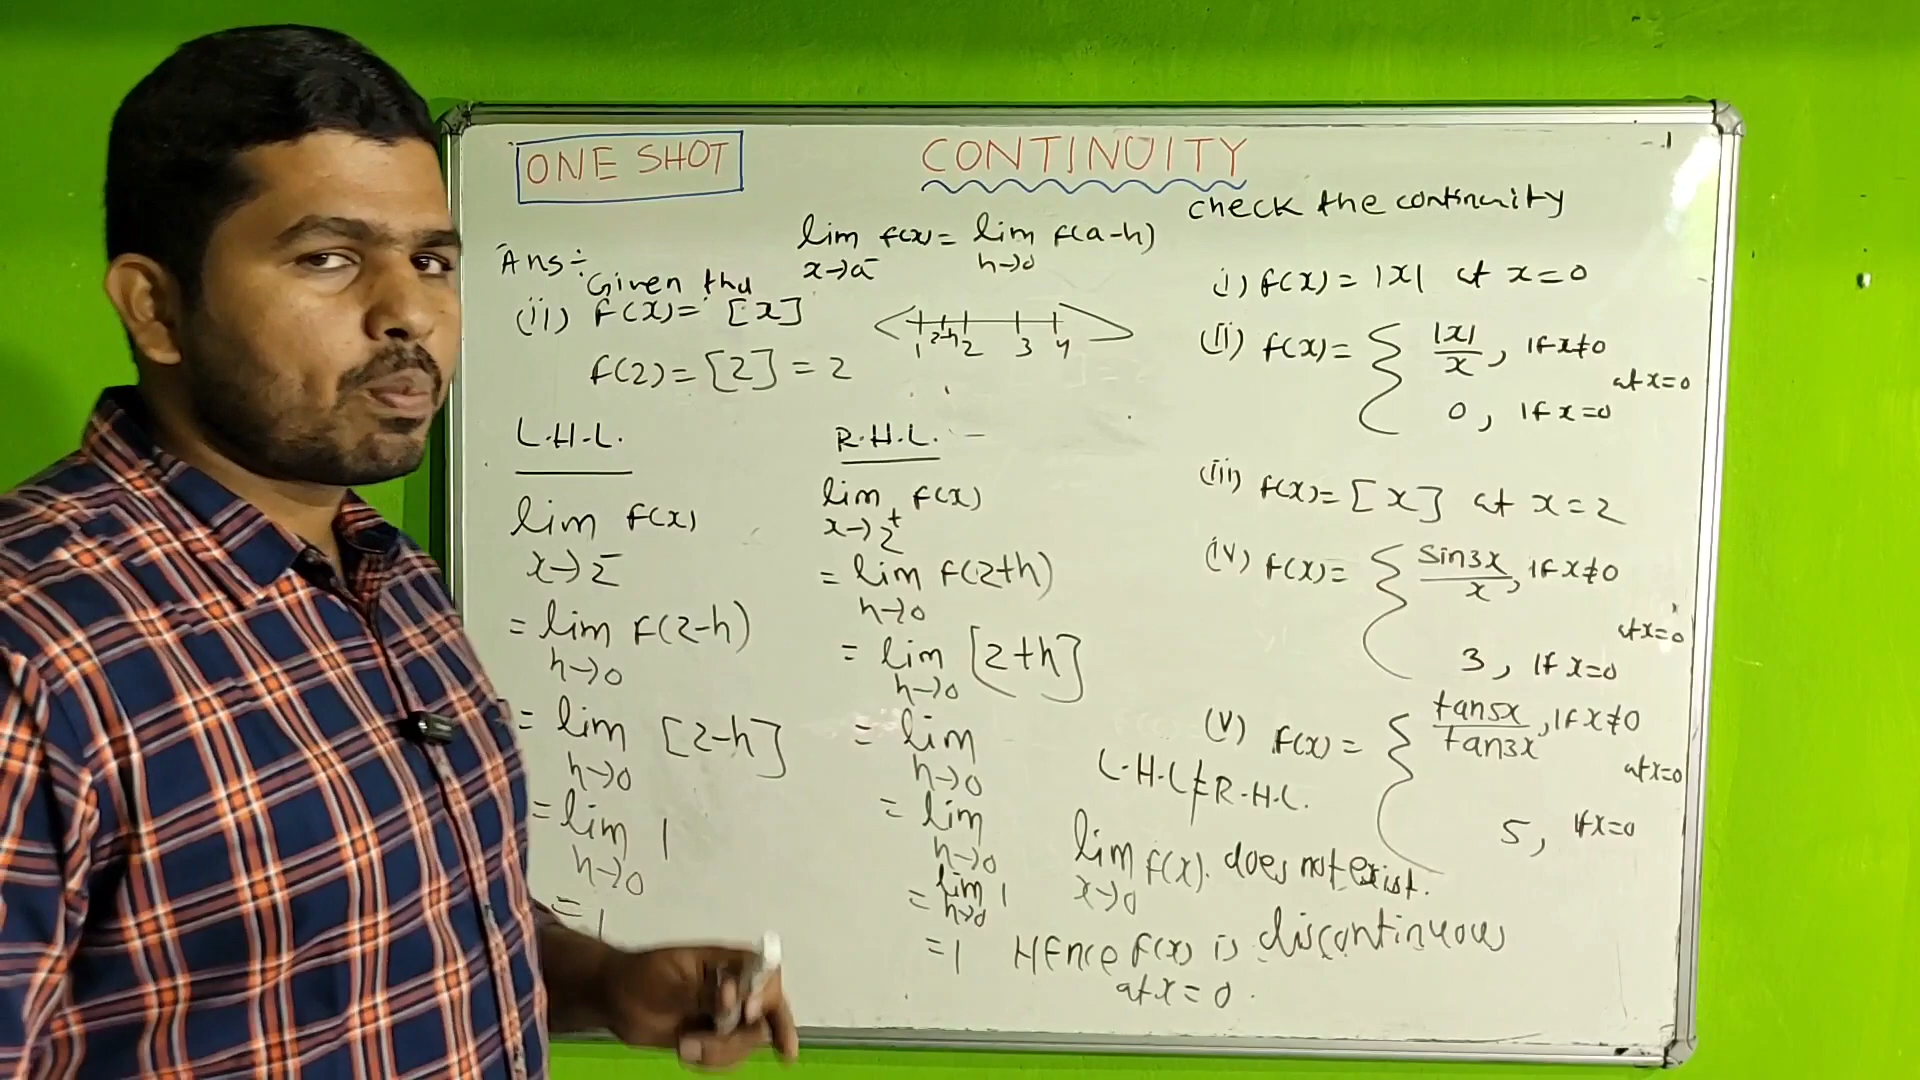 ONE SHOT
CONTINUITY
check the continuity
Ans:-
Given tha
lim f(x) = lim f(a-h)
x→a⁻ h→0
(ii) f(x) = [x]
f(2) = [2] = 2
1 2-h 2 3 4
L.H.L.
lim f(x)
x→2⁻
= lim f(2-h)
h→0
= lim [2-h]
h→0
= lim 1
h→0
= 1
R.H.L.
lim f(x)
x→2⁺
= lim f(2+h)
h→0
= lim [2+h]
h→0
= lim
h→0
= lim
h→0
= lim 1
h→0
= 1
i) f(x) = |x| at x = 0
(ii) f(x) = { |x|/x, if x≠0
at x=0
0, if x=0
(iii) f(x) = [x] at x = 2
(iv) f(x) = { sin3x/x, if x≠0
at x=0
3, if x=0
(v) f(x) = { tan5x/tan3x, if x≠0
at x=0
5, if x=0
L.H.L ≠ R.H.L.
lim f(x). does not exist.
x→0
Hence f(x) is discontinuous
at x = 0.